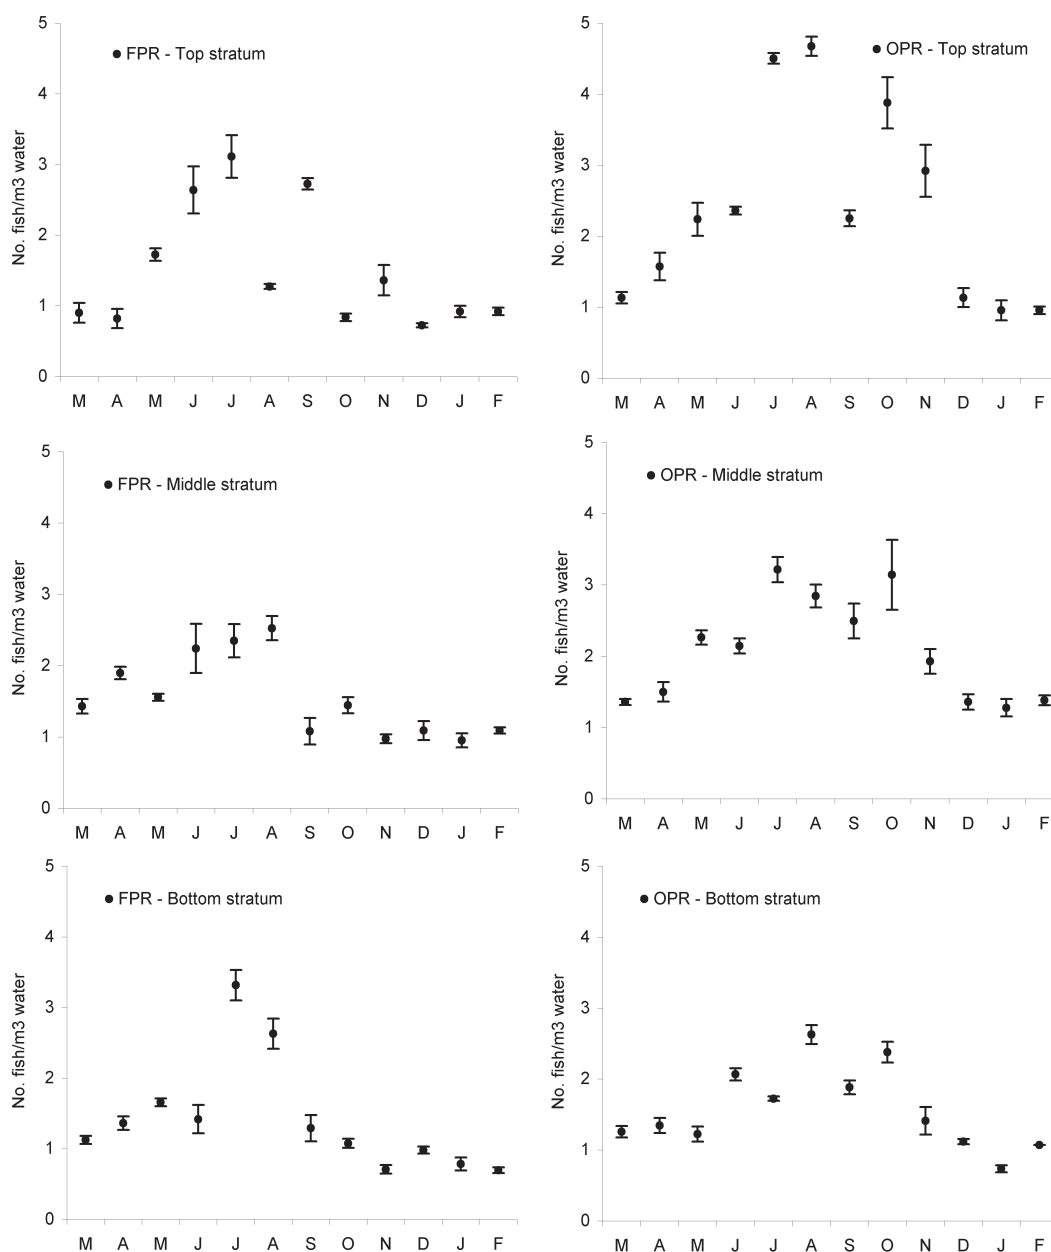 5
4
3
2
1
0
No. fish/m3 water
FPR - Top stratum
M A M J J A S O N D J F
5
4
3
2
1
0
No. fish/m3 water
OPR - Top stratum
M A M J J A S O N D J F
5
4
3
2
1
0
No. fish/m3 water
FPR - Middle stratum
M A M J J A S O N D J F
5
4
3
2
1
0
No. fish/m3 water
OPR - Middle stratum
M A M J J A S O N D J F
5
4
3
2
1
0
No. fish/m3 water
FPR - Bottom stratum
M A M J J A S O N D J F
5
4
3
2
1
0
No. fish/m3 water
OPR - Bottom stratum
M A M J J A S O N D J F